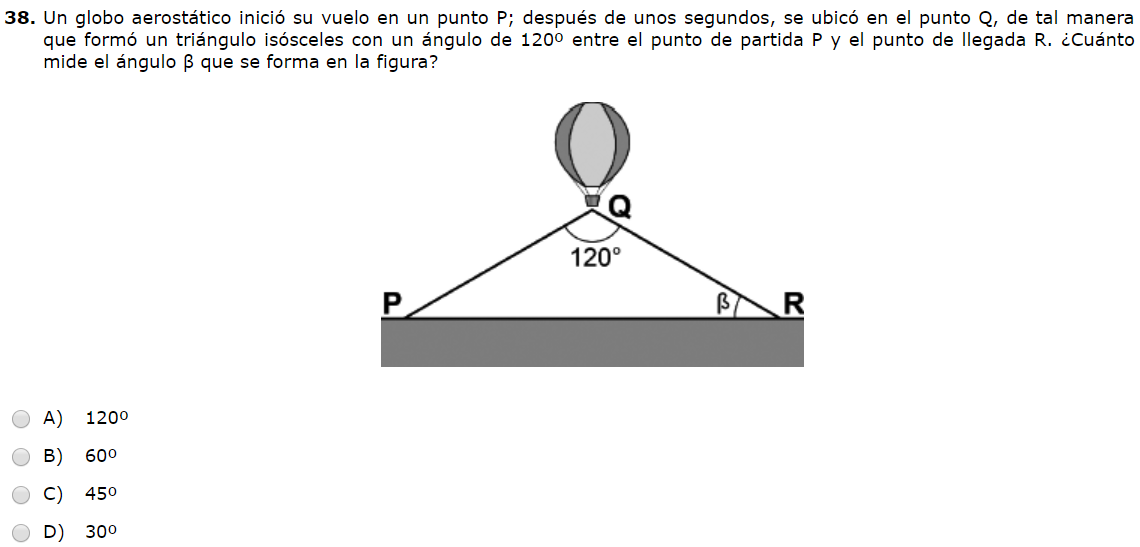 38. Un globo aerostático inició su vuelo en un punto P; después de unos segundos, se ubicó en el punto Q, de tal manera
que formó un triángulo isósceles con un ángulo de 120º entre el punto de partida P y el punto de llegada R. ¿Cuánto
mide el ángulo β que se forma en la figura?
Q
120°
P
β
R
A) 120º
B) 60º
C) 45º
D) 30º